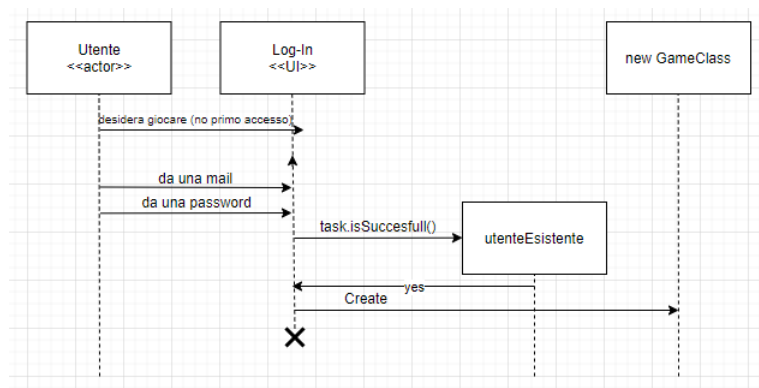 Utente
<<actor>>
Log-In
<<UI>>
new GameClass
desidera giocare (no primo accesso)
da una mail
da una password
task.isSuccesfull()
utenteEsistente
yes
Create